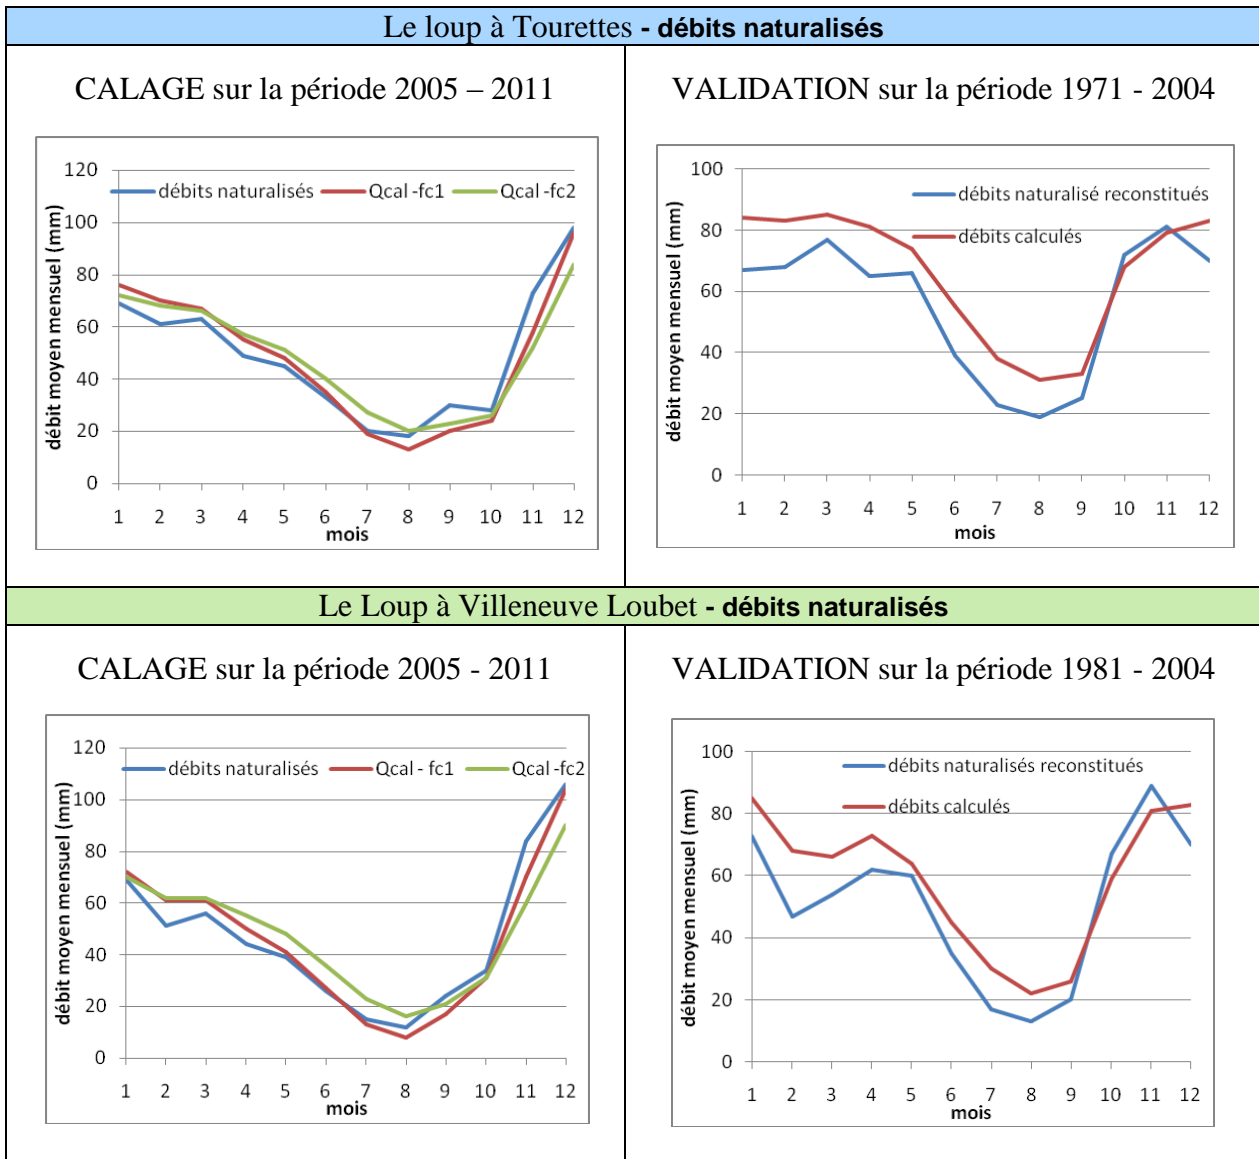 Le loup à Tourettes - débits naturalisés
CALAGE sur la période 2005 – 2011
débit moyen mensuel (mm)
120
100
80
60
40
20
0
débits naturalisés Qcal -fc1 Qcal -fc2
1 2 3 4 5 6 7 8 9 10 11 12
mois
VALIDATION sur la période 1971 - 2004
débit moyen mensuel (mm)
100
80
60
40
20
0
débits naturalisé reconstitués
débits calculés
1 2 3 4 5 6 7 8 9 10 11 12
mois
Le Loup à Villeneuve Loubet - débits naturalisés
CALAGE sur la période 2005 - 2011
débit moyen mensuel (mm)
120
100
80
60
40
20
0
débits naturalisés Qcal - fc1 Qcal -fc2
1 2 3 4 5 6 7 8 9 10 11 12
mois
VALIDATION sur la période 1981 - 2004
débit moyen mensuel (mm)
100
80
60
40
20
0
débits naturalisés reconstitués
débits calculés
1 2 3 4 5 6 7 8 9 10 11 12
mois